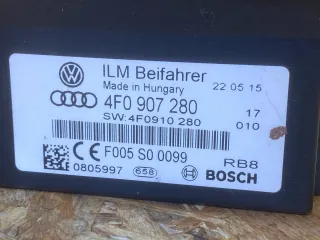 ILM Beifahrer
Made in Hungary 22 05 15
4F0 907 280 17
SW:4F0910 280 010
F005 S0 0099 RB8
0805997 658 BOSCH